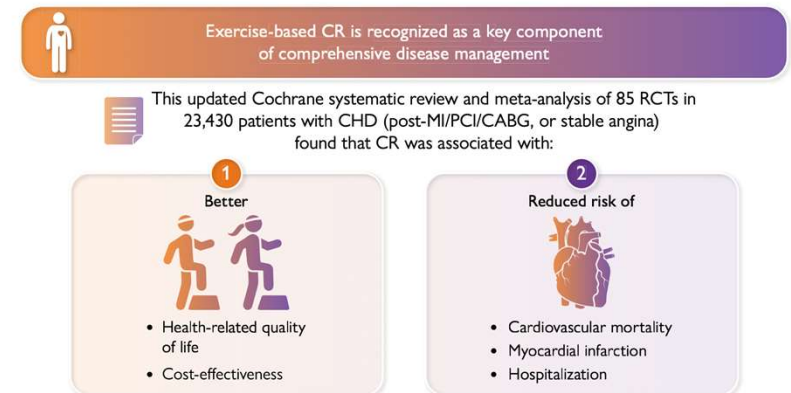 Exercise-based CR is recognized as a key component
of comprehensive disease management
This updated Cochrane systematic review and meta-analysis of 85 RCTs in
23,430 patients with CHD (post-MI/PCI/CABG, or stable angina)
found that CR was associated with:
1
Better
• Health-related quality
of life
• Cost-effectiveness
2
Reduced risk of
• Cardiovascular mortality
• Myocardial infarction
• Hospitalization